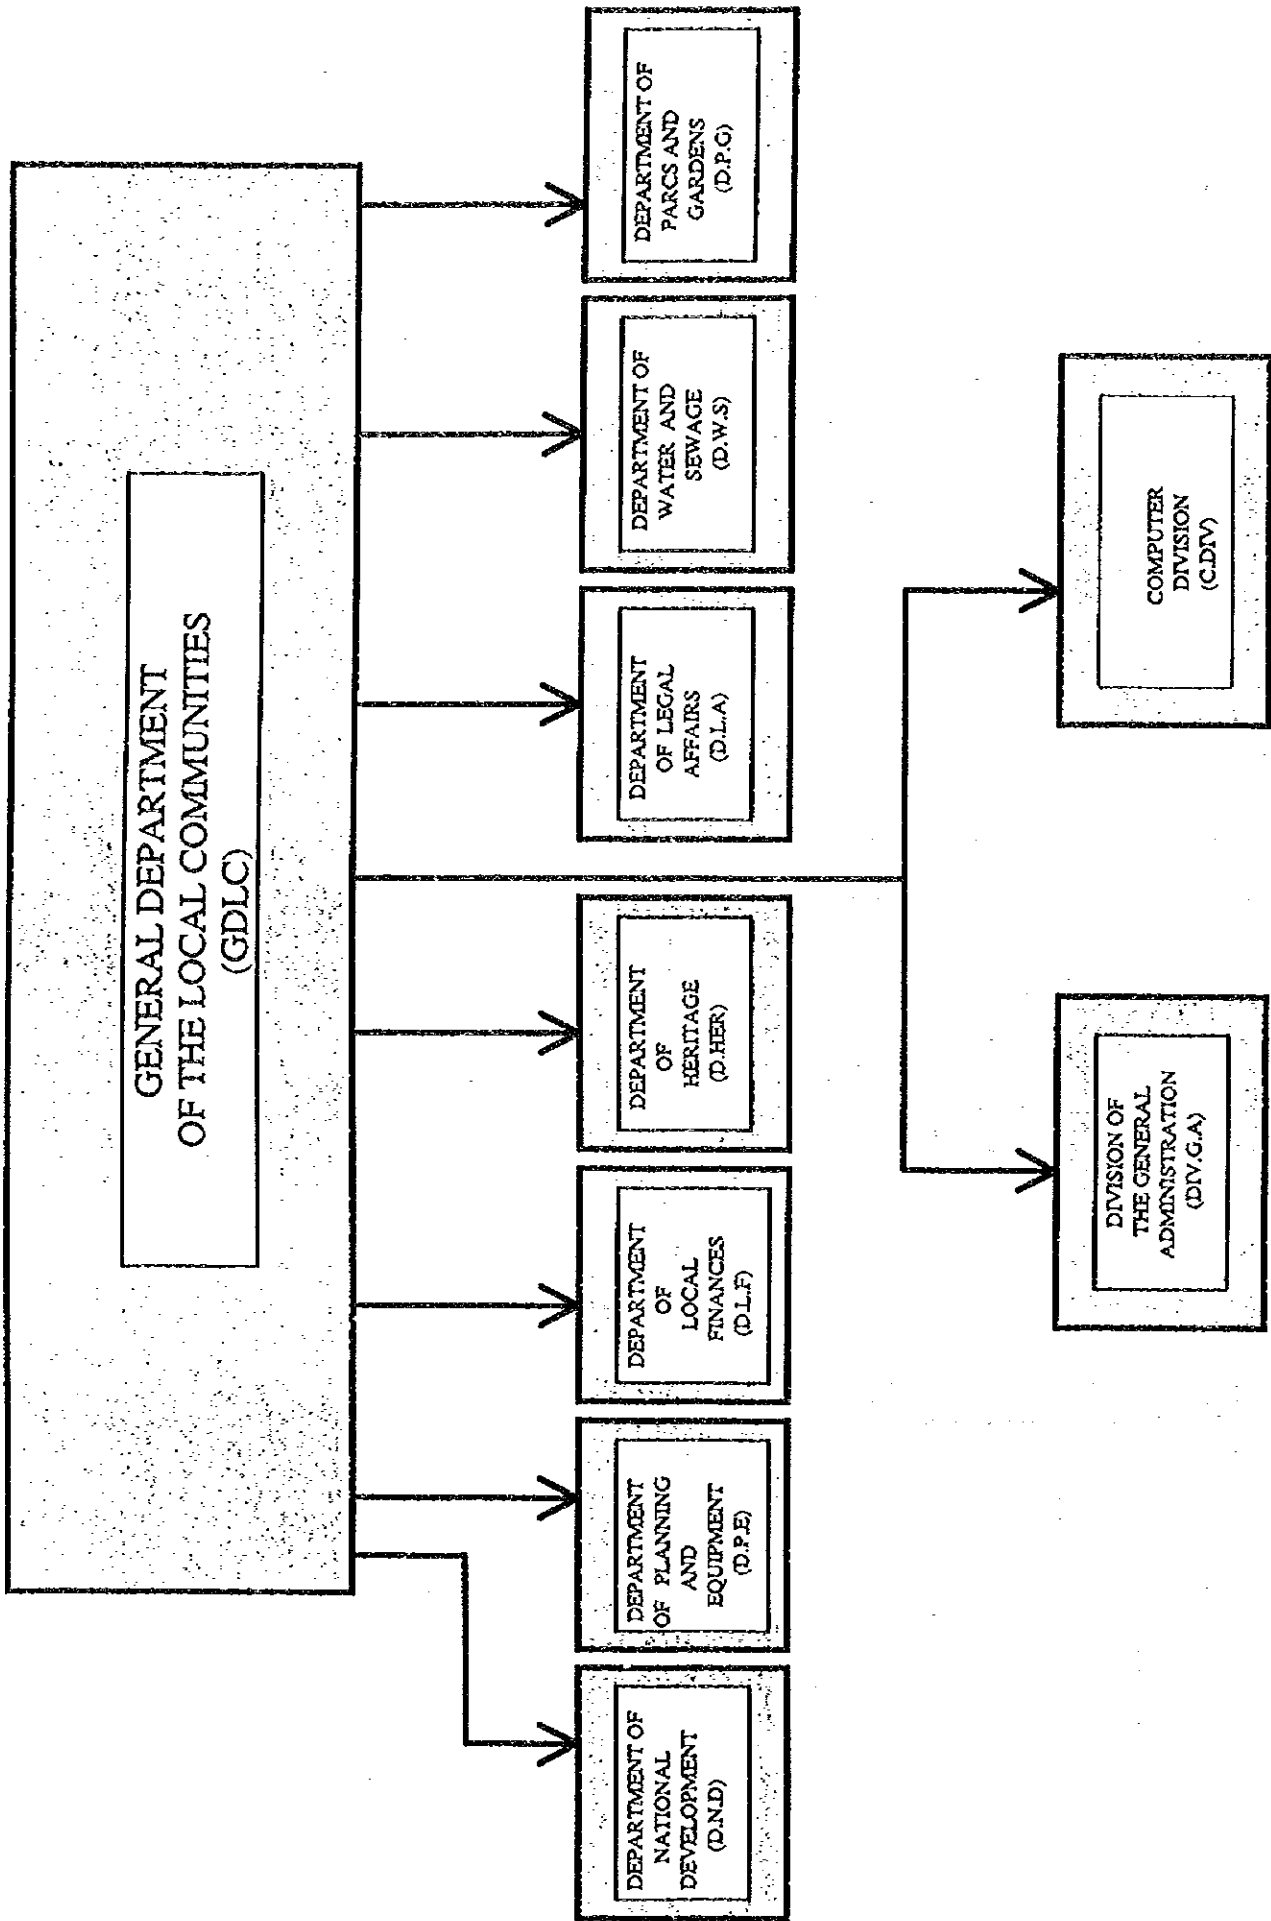 GENERAL DEPARTMENT
OF THE LOCAL COMMUNITIES
(GDLC)
DEPARTMENT OF
NATIONAL
DEVELOPMENT
(D.N.D)
DEPARTMENT
OF PLANNING
AND
EQUIPMENT
(D.P.E)
DEPARTMENT
OF
LOCAL
FINANCES
(D.L.F)
DEPARTMENT
OF
HERITAGE
(D.HER)
DEPARTMENT
OF LEGAL
AFFAIRS
(D.L.A)
DEPARTMENT OF
WATER AND
SEWAGE
(D.W.S)
DEPARTMENT OF
PARCS AND
GARDENS
(D.P.G)
DIVISION OF
THE GENERAL
ADMINISTRATION
(DIV.G.A)
COMPUTER
DIVISION
(C.DIV)